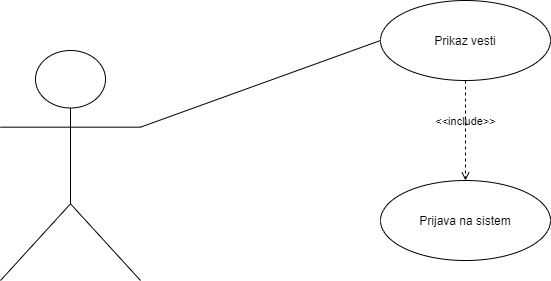 Prikaz vesti
<<include>>
Prijava na sistem